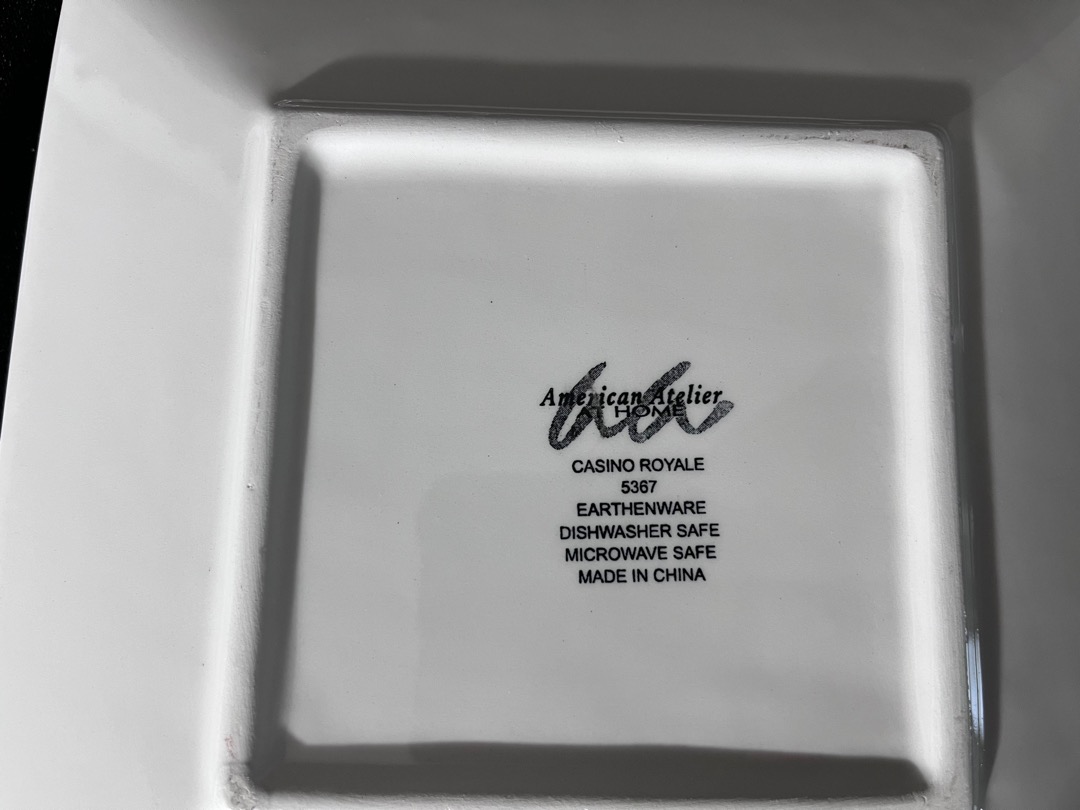 American Atelier
AT HOME
CASINO ROYALE
5367
EARTHENWARE
DISHWASHER SAFE
MICROWAVE SAFE
MADE IN CHINA